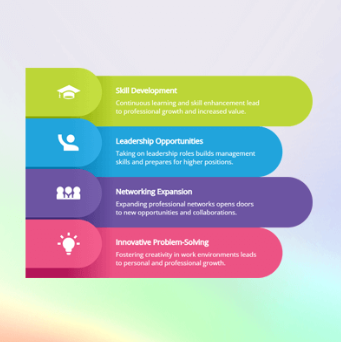 Skill Development
Continuous learning and skill enhancement lead
to professional growth and increased value.
Leadership Opportunities
Taking on leadership roles builds management
skills and prepares for higher positions.
Networking Expansion
Expanding professional networks opens doors
to new opportunities and collaborations.
Innovative Problem-Solving
Fostering creativity in work environments leads
to personal and professional growth.